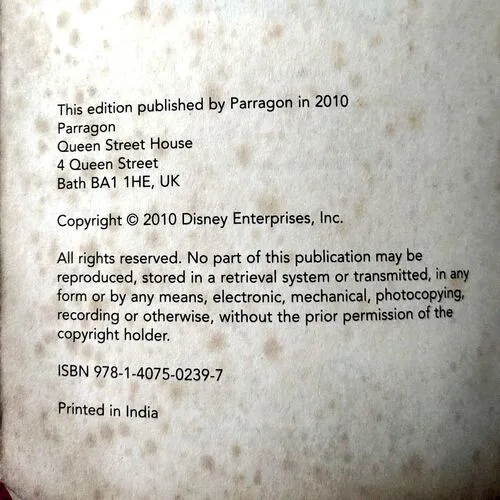 This edition published by Parragon in 2010
Parragon
Queen Street House
4 Queen Street
Bath BA1 1HE, UK
Copyright © 2010 Disney Enterprises, Inc.
All rights reserved. No part of this publication may be
reproduced, stored in a retrieval system or transmitted, in any
form or by any means, electronic, mechanical, photocopying,
recording or otherwise, without the prior permission of the
copyright holder.
ISBN 978-1-4075-0239-7
Printed in India